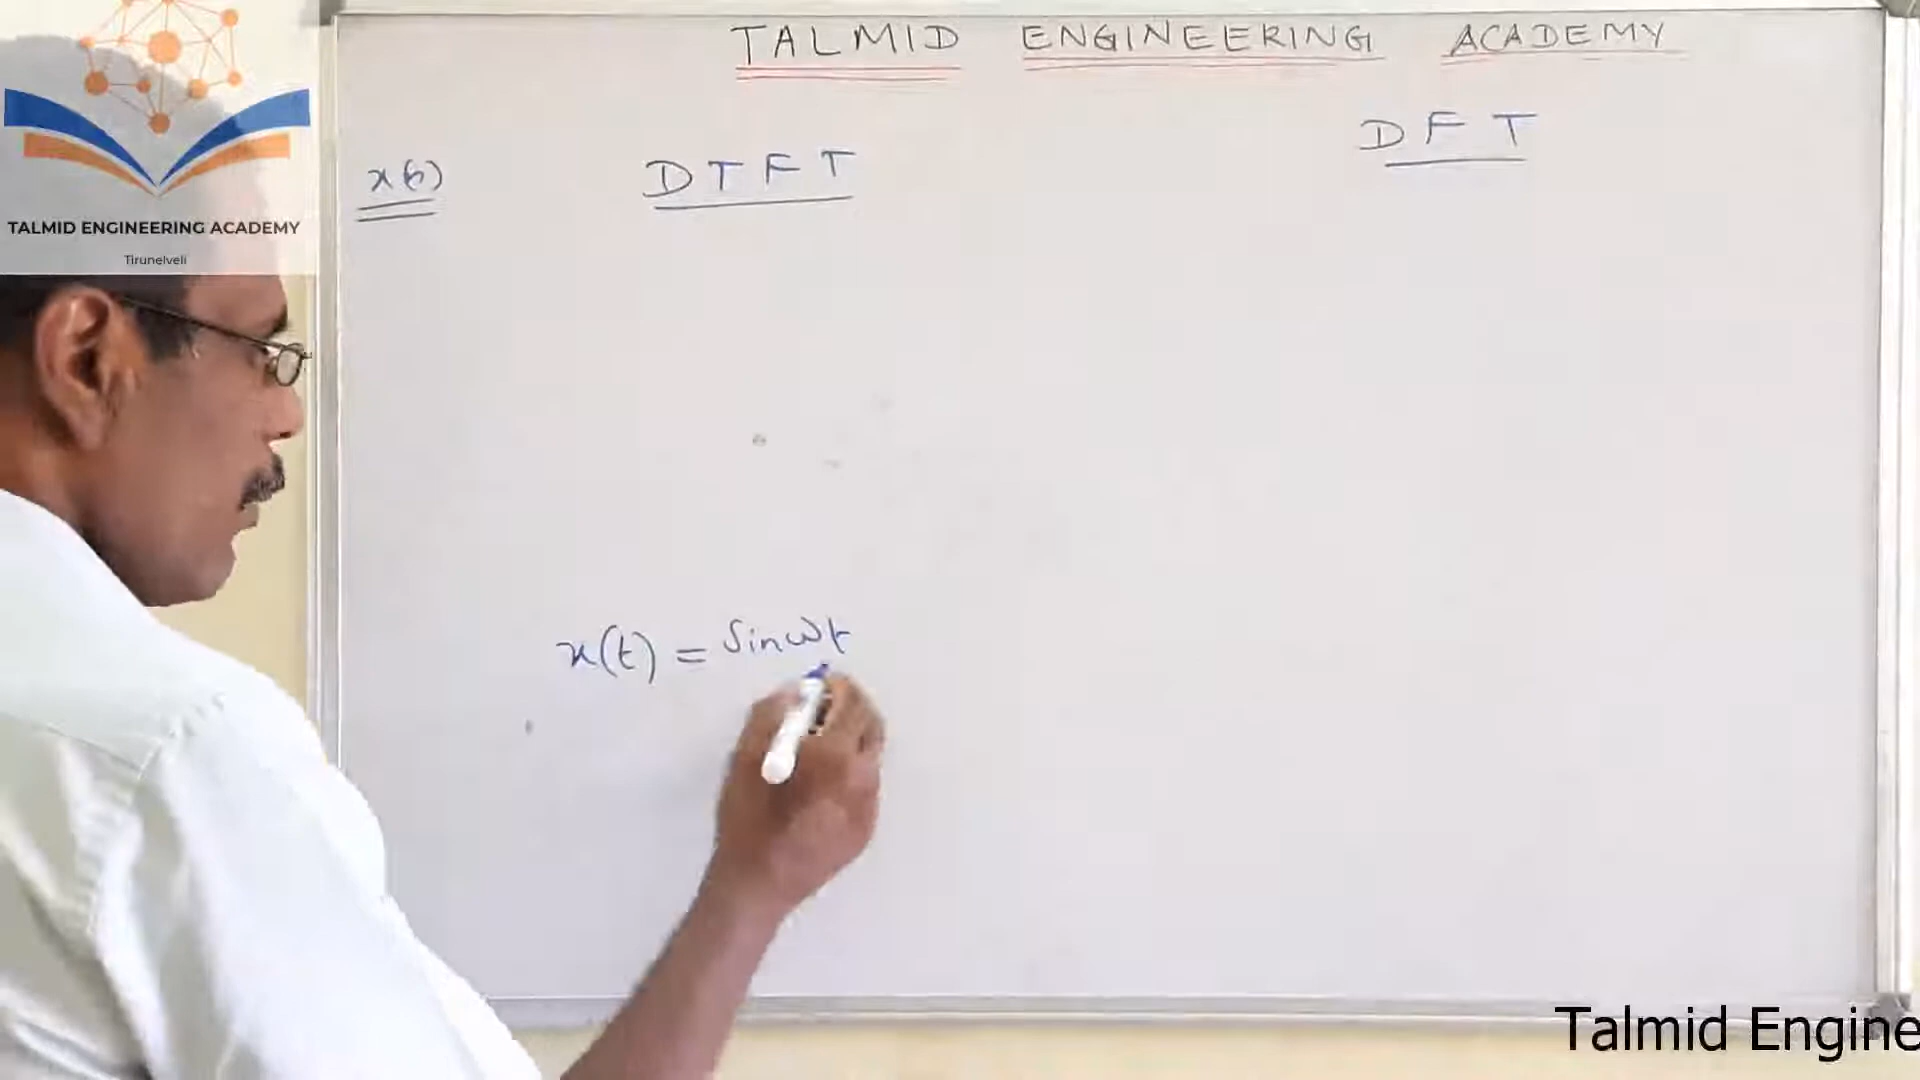 TALMID ENGINEERING ACADEMY
DFT
x(n) DTFT
TALMID ENGINEERING ACADEMY
Tirunelveli
x(t) = Sinωt
Talmid Engine